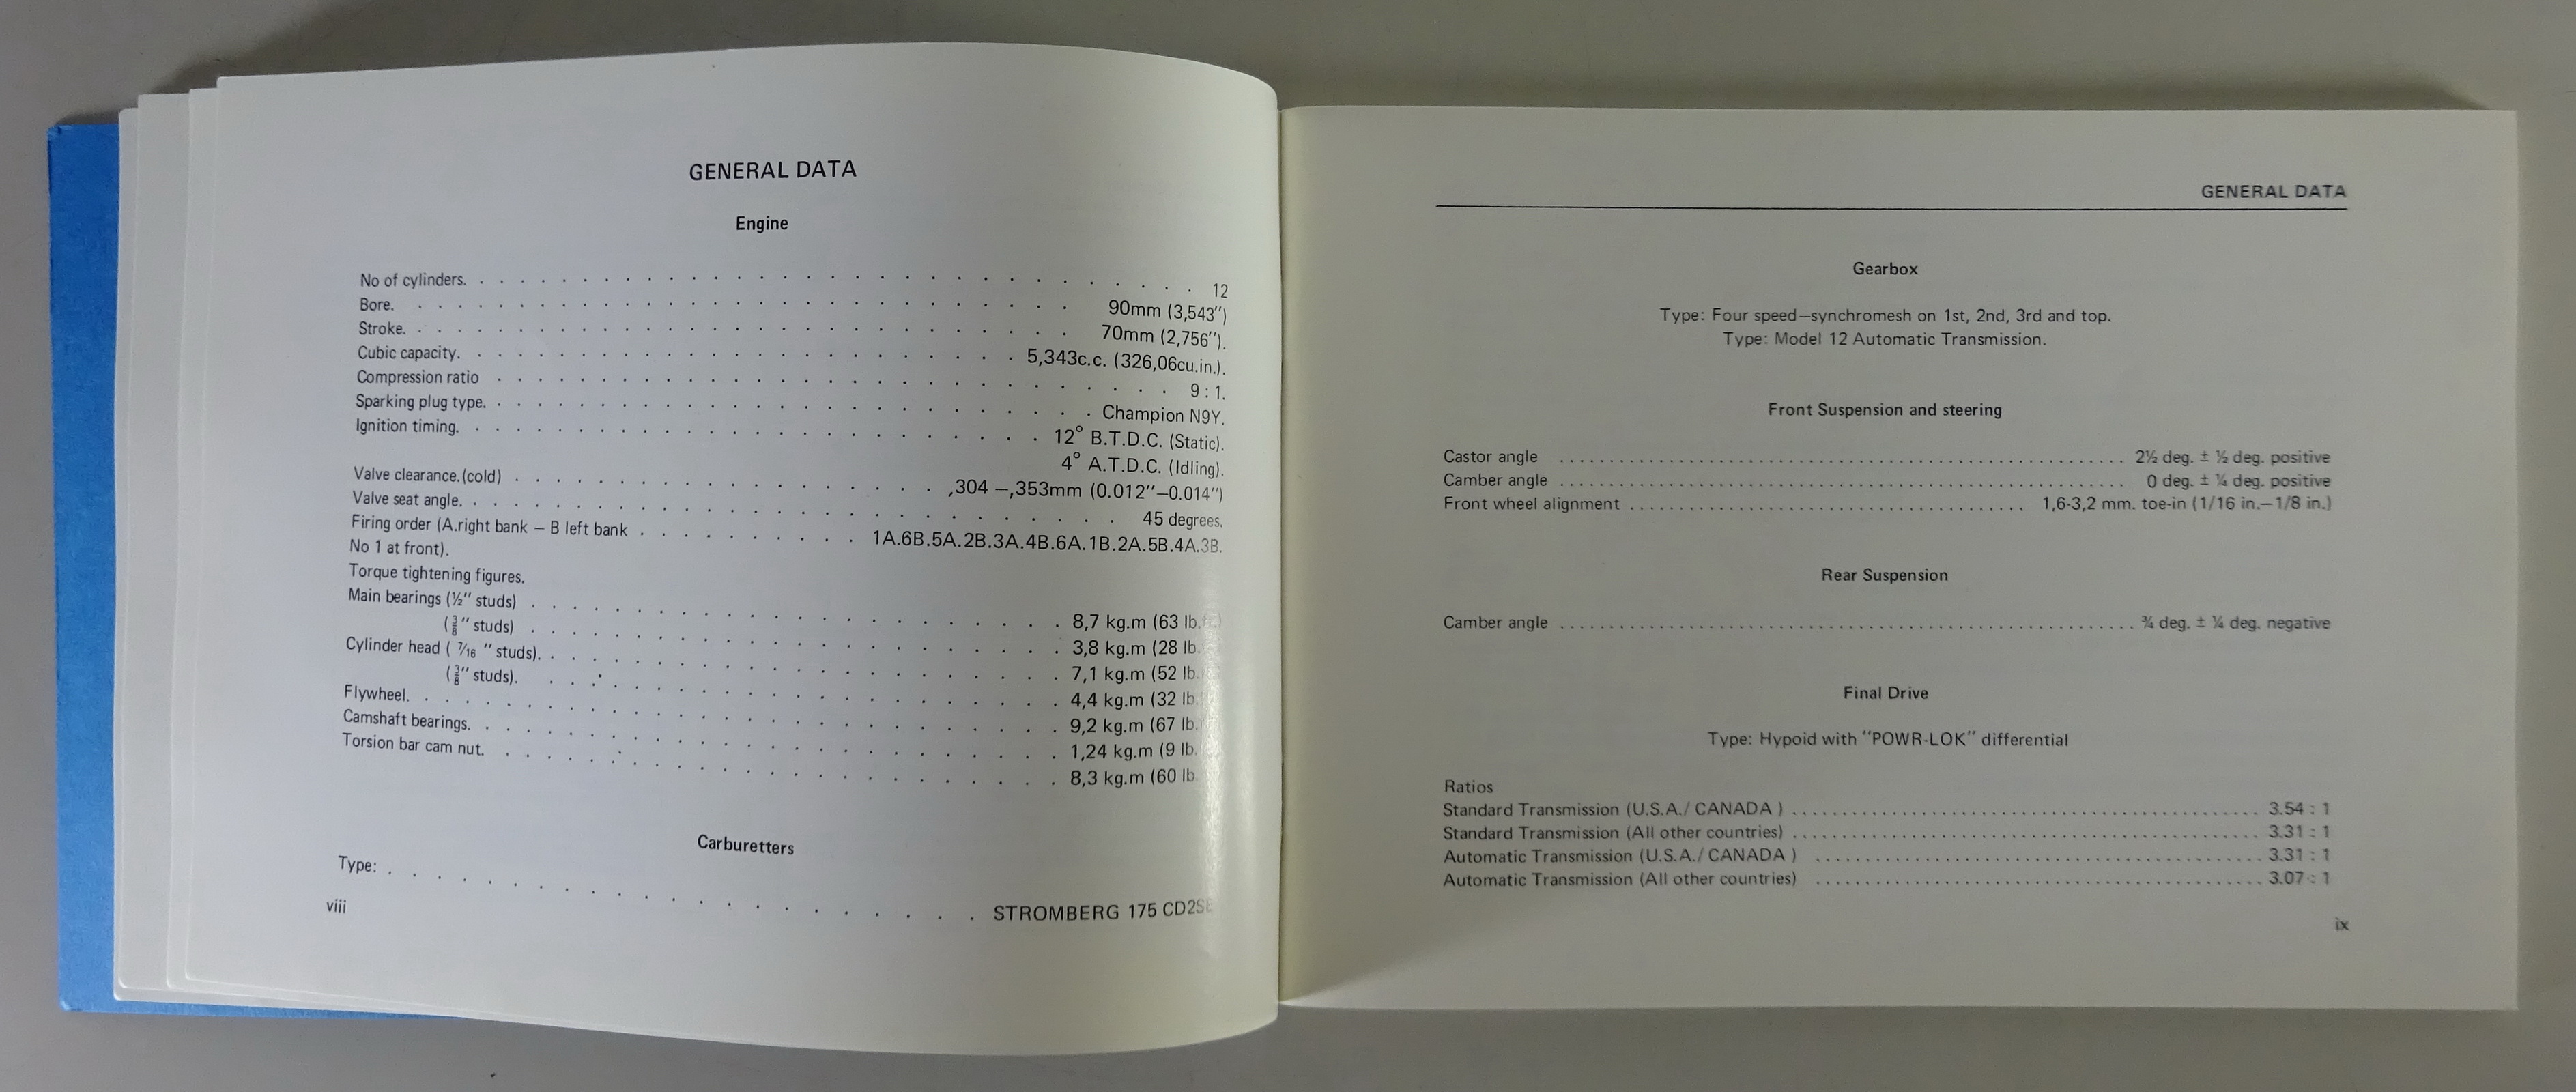 GENERAL DATA
Engine
No of cylinders. . . . . . . . . . . . . . . . . . . . 12
Bore. . . . . . . . . . . . . . . . . . . . 90mm (3,543")
Stroke. . . . . . . . . . . . . . . . . . . . 70mm (2,756").
Cubic capacity. . . . . . . . . . . . . . . . . . . . 5,343c.c. (326,06cu.in.).
Compression ratio . . . . . . . . . . . . . . . . . . . . 9 : 1.
Sparking plug type. . . . . . . . . . . . . . . . . . . . Champion N9Y.
Ignition timing. . . . . . . . . . . . . . . . . . . . 12° B.T.D.C. (Static).
4° A.T.D.C. (Idling).
Valve clearance.(cold) . . . . . . . . . . . . . . . . ,304 –,353mm (0.012"–0.014")
Valve seat angle. . . . . . . . . . . . . . . . . . . . 45 degrees.
Firing order (A.right bank – B left bank . . . . . . . . . . 1A.6B.5A.2B.3A.4B.6A.1B.2A.5B.4A.3B.
No 1 at front).
Torque tightening figures.
Main bearings (½" studs) . . . . . . . . . . . . . . . . 8,7 kg.m (63 lb.
(⅜" studs) . . . . . . . . . . . . . . . . 3,8 kg.m (28 lb.
Cylinder head ( 7/16 " studs). . . . . . . . . . . . . . . . 7,1 kg.m (52 lb.
(⅜" studs). . . . . . . . . . . . . . . . 4,4 kg.m (32 lb.
Flywheel. . . . . . . . . . . . . . . . . . . . 9,2 kg.m (67 lb.
Camshaft bearings. . . . . . . . . . . . . . . . . . . . 1,24 kg.m (9 lb.
Torsion bar cam nut. . . . . . . . . . . . . . . . . . . . 8,3 kg.m (60 lb.
Carburetters
Type: . . . . . . . . . . . . . . . . . . . . STROMBERG 175 CD2SE
viii
GENERAL DATA
Gearbox
Type: Four speed–synchromesh on 1st, 2nd, 3rd and top.
Type: Model 12 Automatic Transmission.
Front Suspension and steering
Castor angle .................... 2½ deg. ± ½ deg. positive
Camber angle .................... 0 deg. ± ¼ deg. positive
Front wheel alignment .................... 1,6-3,2 mm. toe-in (1/16 in.–1/8 in.)
Rear Suspension
Camber angle .................... ¾ deg. ± ¼ deg. negative
Final Drive
Type: Hypoid with "POWR-LOK" differential
Ratios
Standard Transmission (U.S.A./ CANADA ) .................... 3.54 : 1
Standard Transmission (All other countries) .................... 3.31 : 1
Automatic Transmission (U.S.A./ CANADA ) .................... 3.31 : 1
Automatic Transmission (All other countries) .................... 3.07 : 1
ix